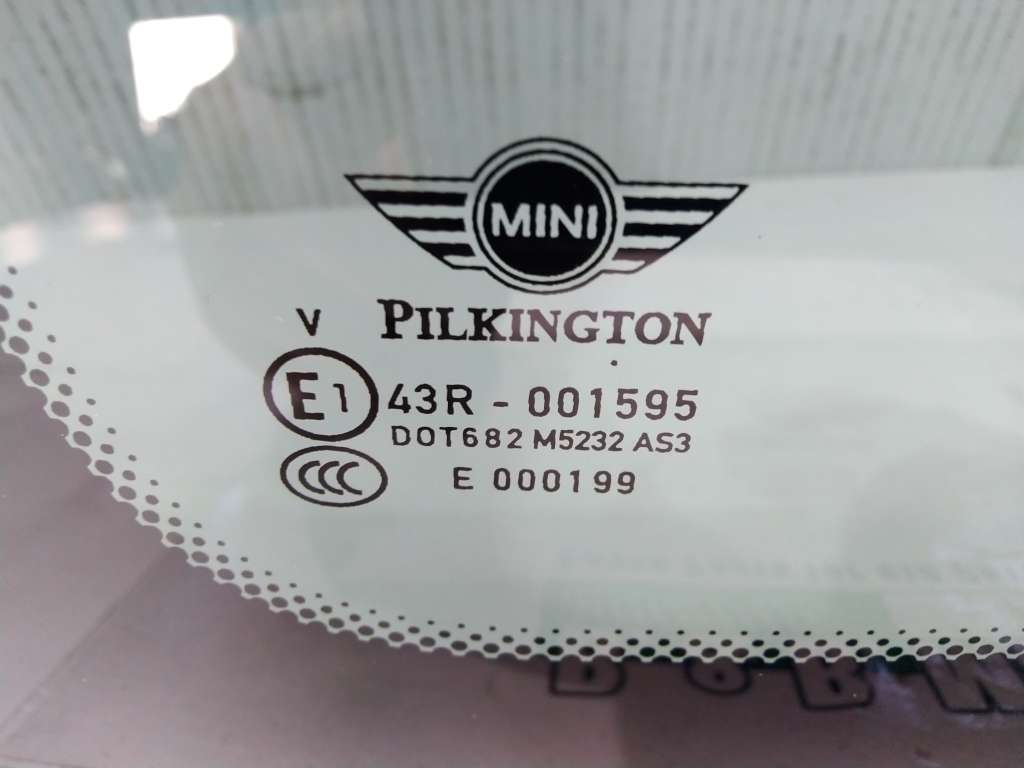 MINI
V PILKINGTON
E1 43R - 001595
DOT682 M5232 AS3
CCC E 000199